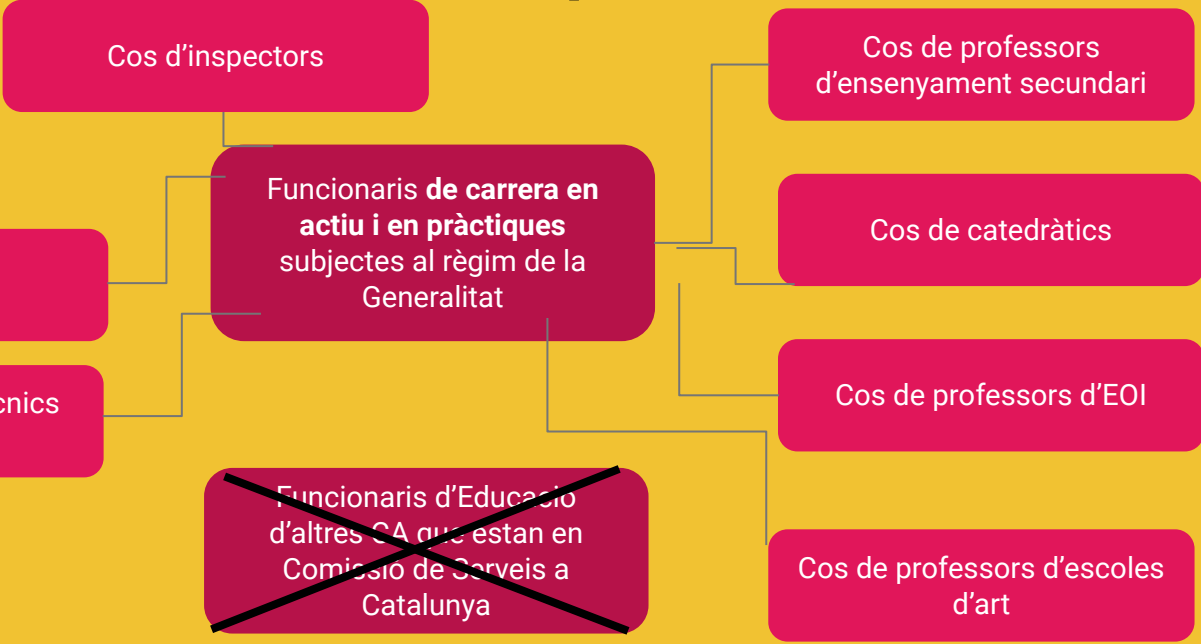 Cos d'inspectors
Cos de professors
d'ensenyament secundari
Funcionaris de carrera en
actiu i en pràctiques
subjectes al règim de la
Generalitat
Cos de catedràtics
Cos de professors d'EOI
Funcionaris d'Educació
d'altres CA que estan en
Comissió de Serveis a
Catalunya
Cos de professors d'escoles
d'art